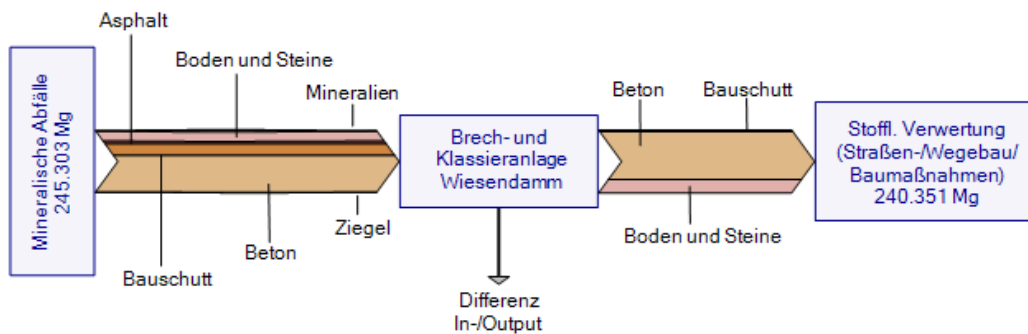 Asphalt
Boden und Steine
Mineralien
Mineralische Abfälle
245.303 Mg
Bauschutt
Beton
Ziegel
Brech- und
Klassieranlage
Wiesendamm
Differenz
In-/Output
Beton
Bauschutt
Boden und Steine
Stoffl. Verwertung
(Straßen-/Wegebau/
Baumaßnahmen)
240.351 Mg